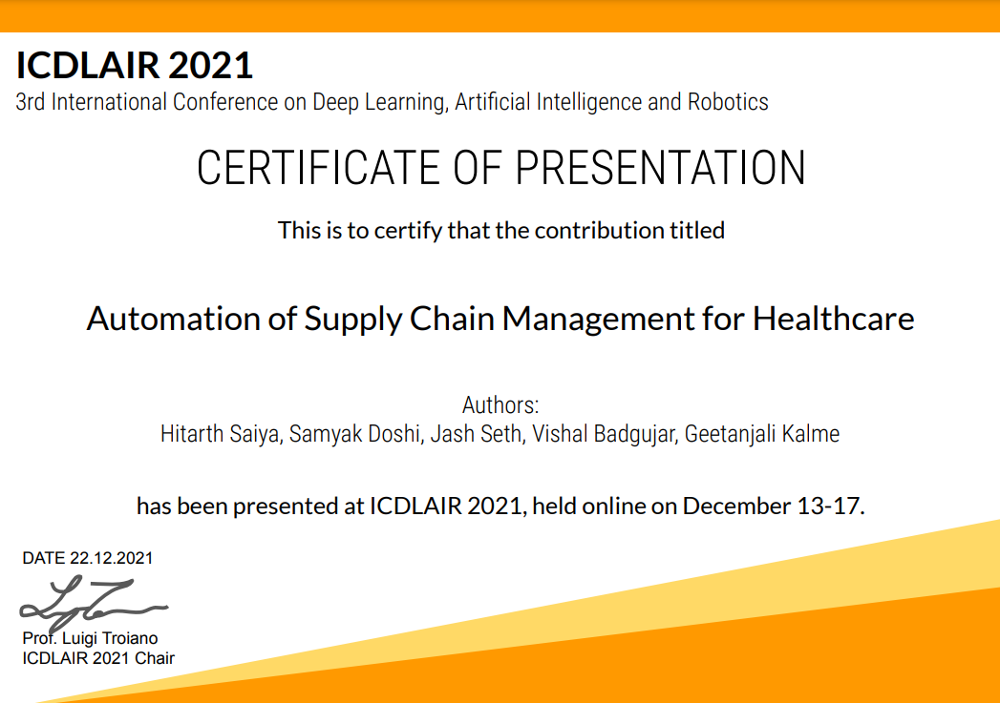 ICDLAIR 2021
3rd International Conference on Deep Learning, Artificial Intelligence and Robotics
CERTIFICATE OF PRESENTATION
This is to certify that the contribution titled
Automation of Supply Chain Management for Healthcare
Authors:
Hitarth Saiya, Samyak Doshi, Jash Seth, Vishal Badgujar, Geetanjali Kalme
has been presented at ICDLAIR 2021, held online on December 13-17.
DATE 22.12.2021
Prof. Luigi Troiano
ICDLAIR 2021 Chair